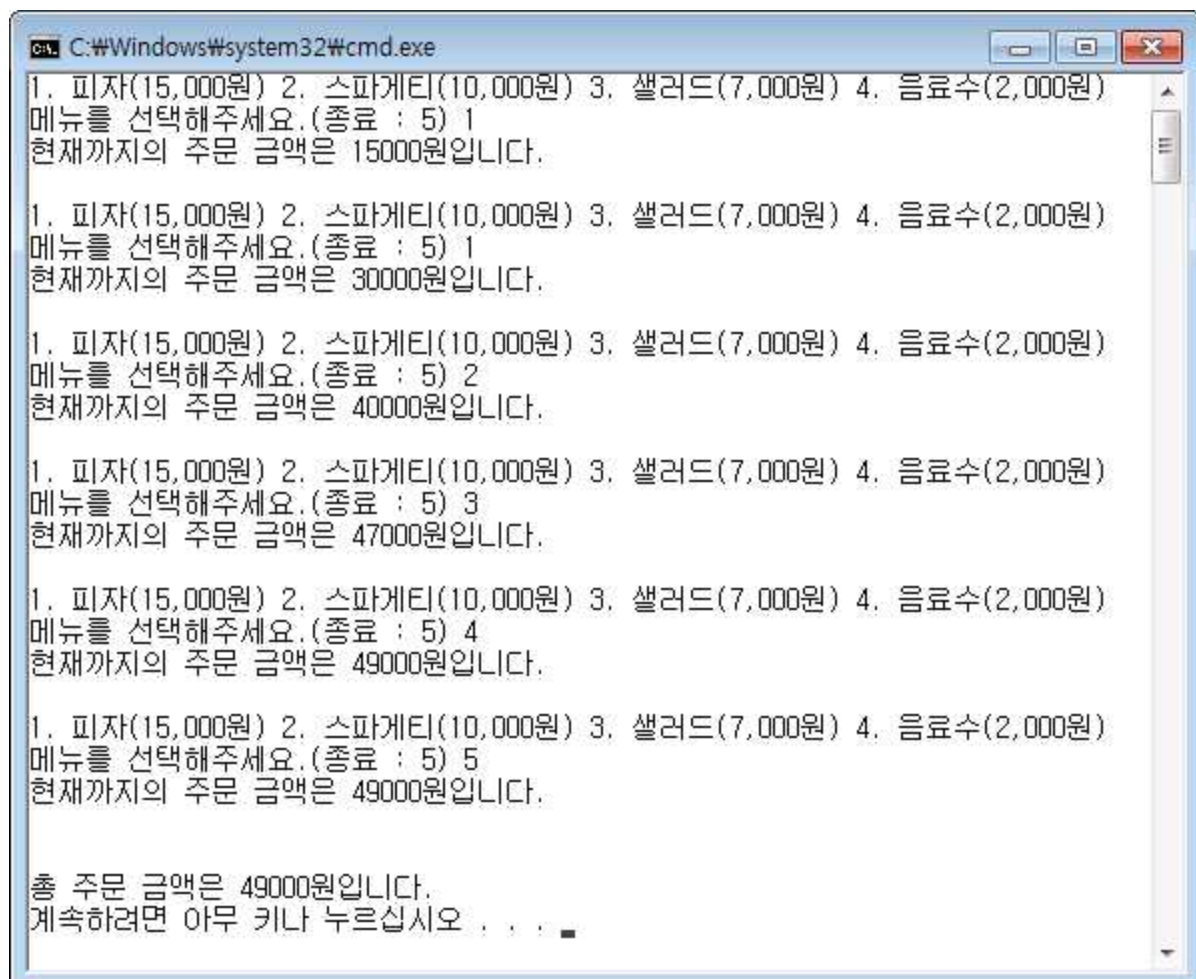 C:₩Windows₩system32₩cmd.exe
1. 피자(15,000원) 2. 스파게티(10,000원) 3. 샐러드(7,000원) 4. 음료수(2,000원)
메뉴를 선택해주세요.(종료 : 5) 1
현재까지의 주문 금액은 15000원입니다.
1. 피자(15,000원) 2. 스파게티(10,000원) 3. 샐러드(7,000원) 4. 음료수(2,000원)
메뉴를 선택해주세요.(종료 : 5) 1
현재까지의 주문 금액은 30000원입니다.
1. 피자(15,000원) 2. 스파게티(10,000원) 3. 샐러드(7,000원) 4. 음료수(2,000원)
메뉴를 선택해주세요.(종료 : 5) 2
현재까지의 주문 금액은 40000원입니다.
1. 피자(15,000원) 2. 스파게티(10,000원) 3. 샐러드(7,000원) 4. 음료수(2,000원)
메뉴를 선택해주세요.(종료 : 5) 3
현재까지의 주문 금액은 47000원입니다.
1. 피자(15,000원) 2. 스파게티(10,000원) 3. 샐러드(7,000원) 4. 음료수(2,000원)
메뉴를 선택해주세요.(종료 : 5) 4
현재까지의 주문 금액은 49000원입니다.
1. 피자(15,000원) 2. 스파게티(10,000원) 3. 샐러드(7,000원) 4. 음료수(2,000원)
메뉴를 선택해주세요.(종료 : 5) 5
현재까지의 주문 금액은 49000원입니다.
총 주문 금액은 49000원입니다.
계속하려면 아무 키나 누르십시오 . . .